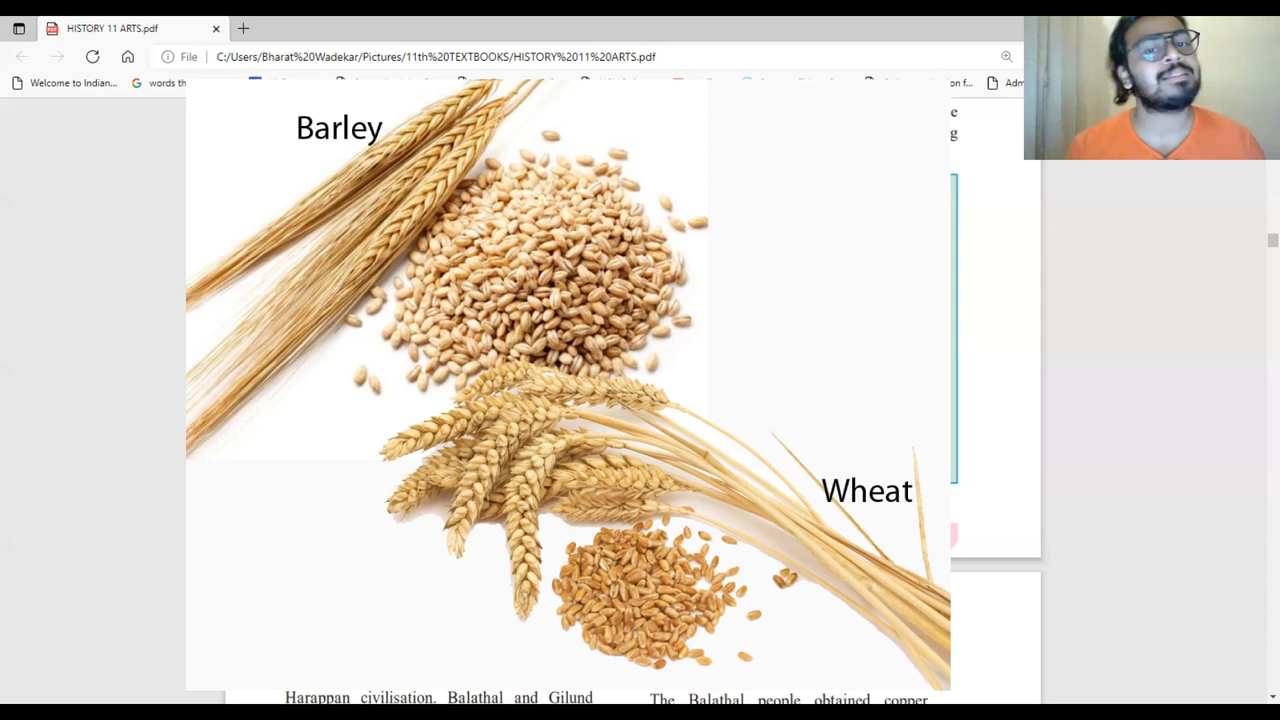 HISTORY 11 ARTS.pdf
File C:/Users/Bharat%20Wadekar/Pictures/11th%20TEXTBOOKS/HISTORY%2011%20ARTS.pdf
Welcome to Indian... words th
Barley
Wheat
Harappan civilisation. Balathal and Gilund
The Balathal people obtained copper